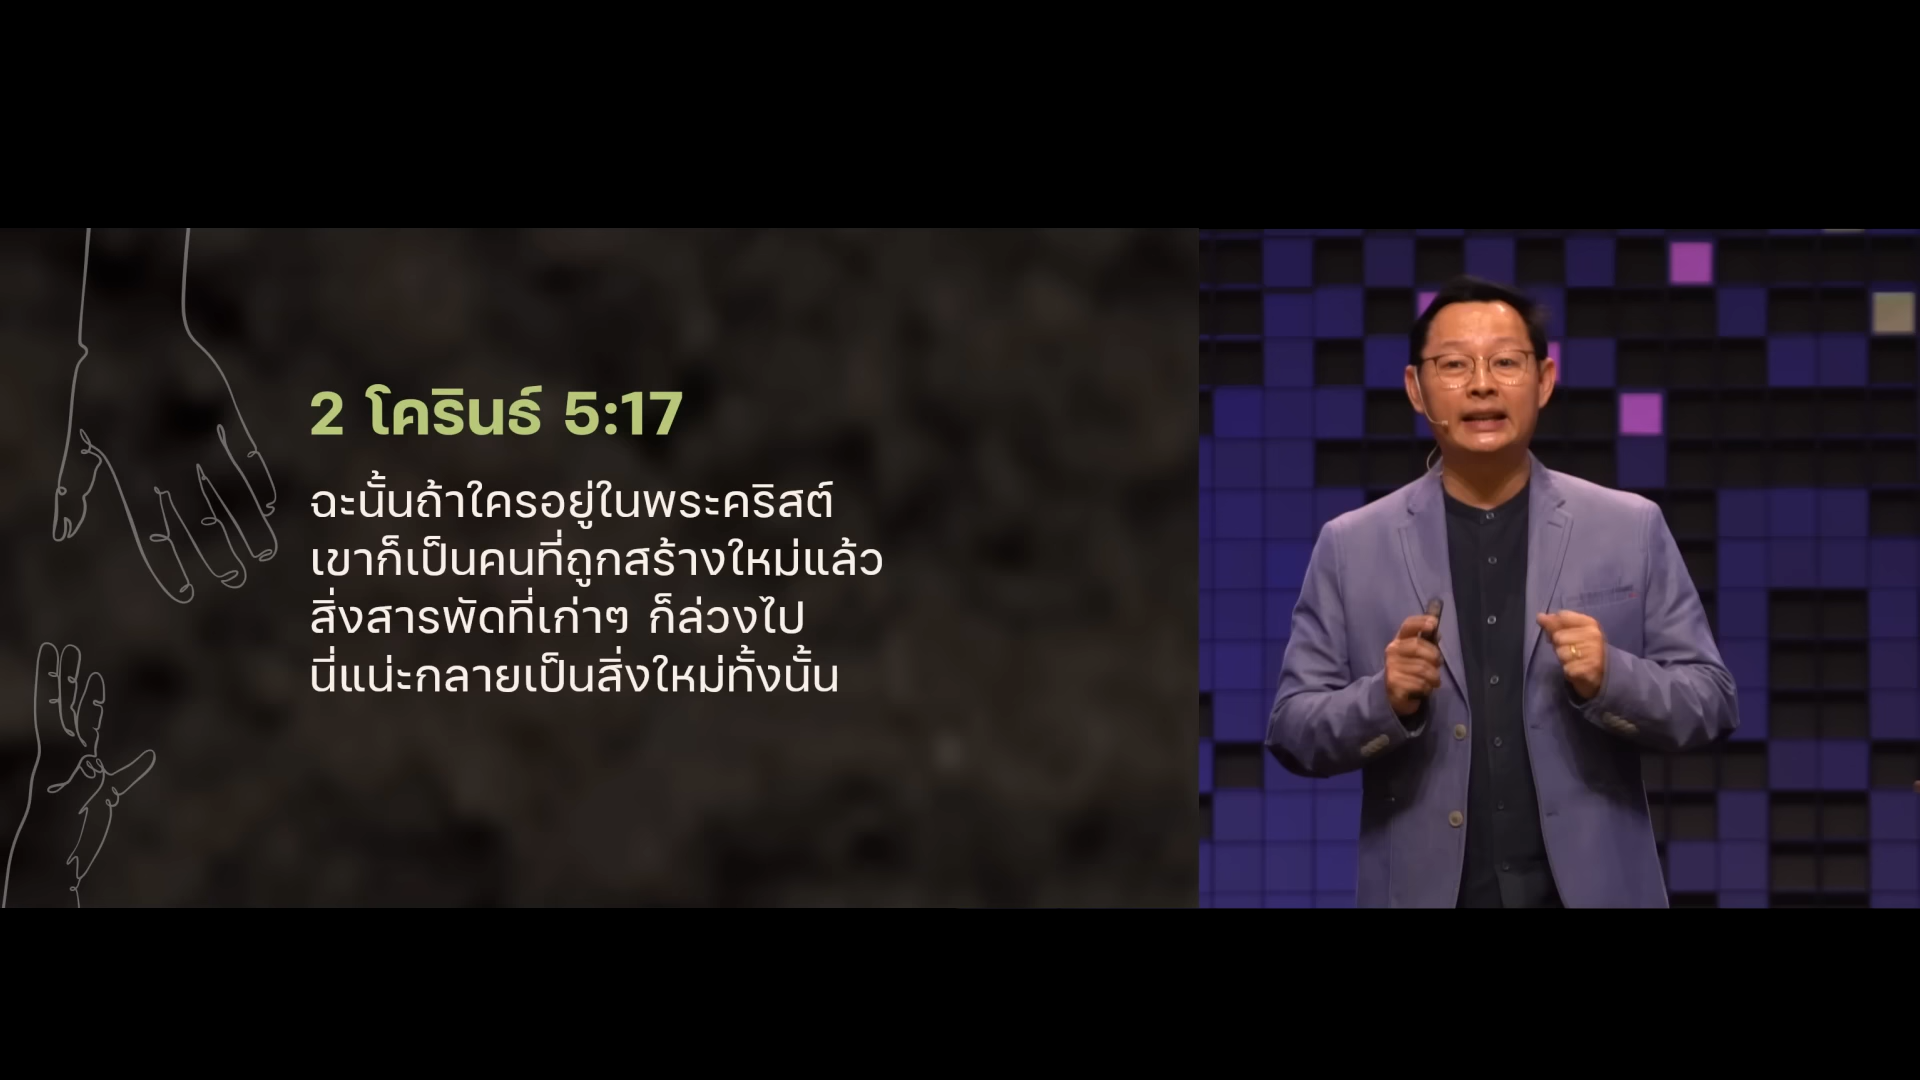 2 โครินธ์ 5:17
ฉะนั้นถ้าใครอยู่ในพระคริสต์
เขาก็เป็นคนที่ถูกสร้างใหม่แล้ว
สิ่งสารพัดที่เก่าๆ ก็ล่วงไป
นี่แน่ะกลายเป็นสิ่งใหม่ทั้งนั้น